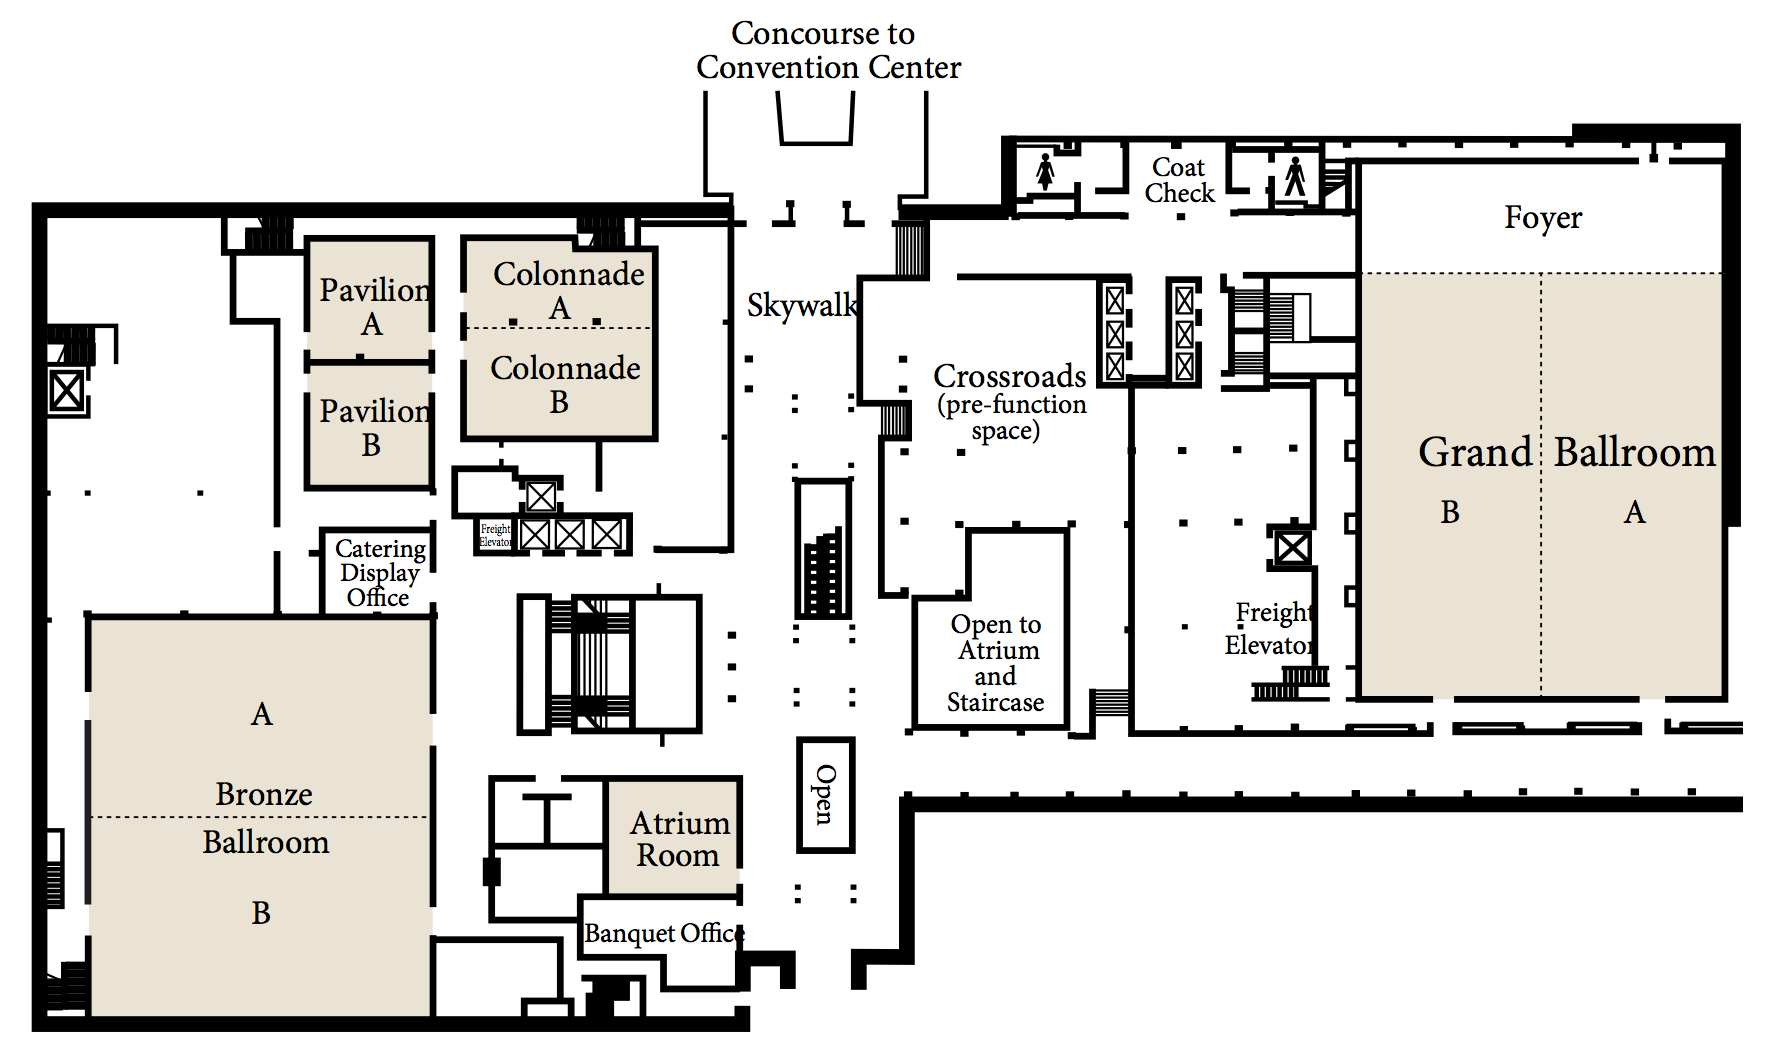 Concourse to
Convention Center
Coat
Check
Foyer
Pavilion
A
Colonnade
A
Skywalk
Colonnade
B
Pavilion
B
Crossroads
(pre-function
space)
Grand Ballroom
B
A
Freight
Elevator
Catering
Display
Office
Freight
Elevator
Open to
Atrium
and
Staircase
A
Bronze
Ballroom
B
Open
Atrium
Room
Banquet Office